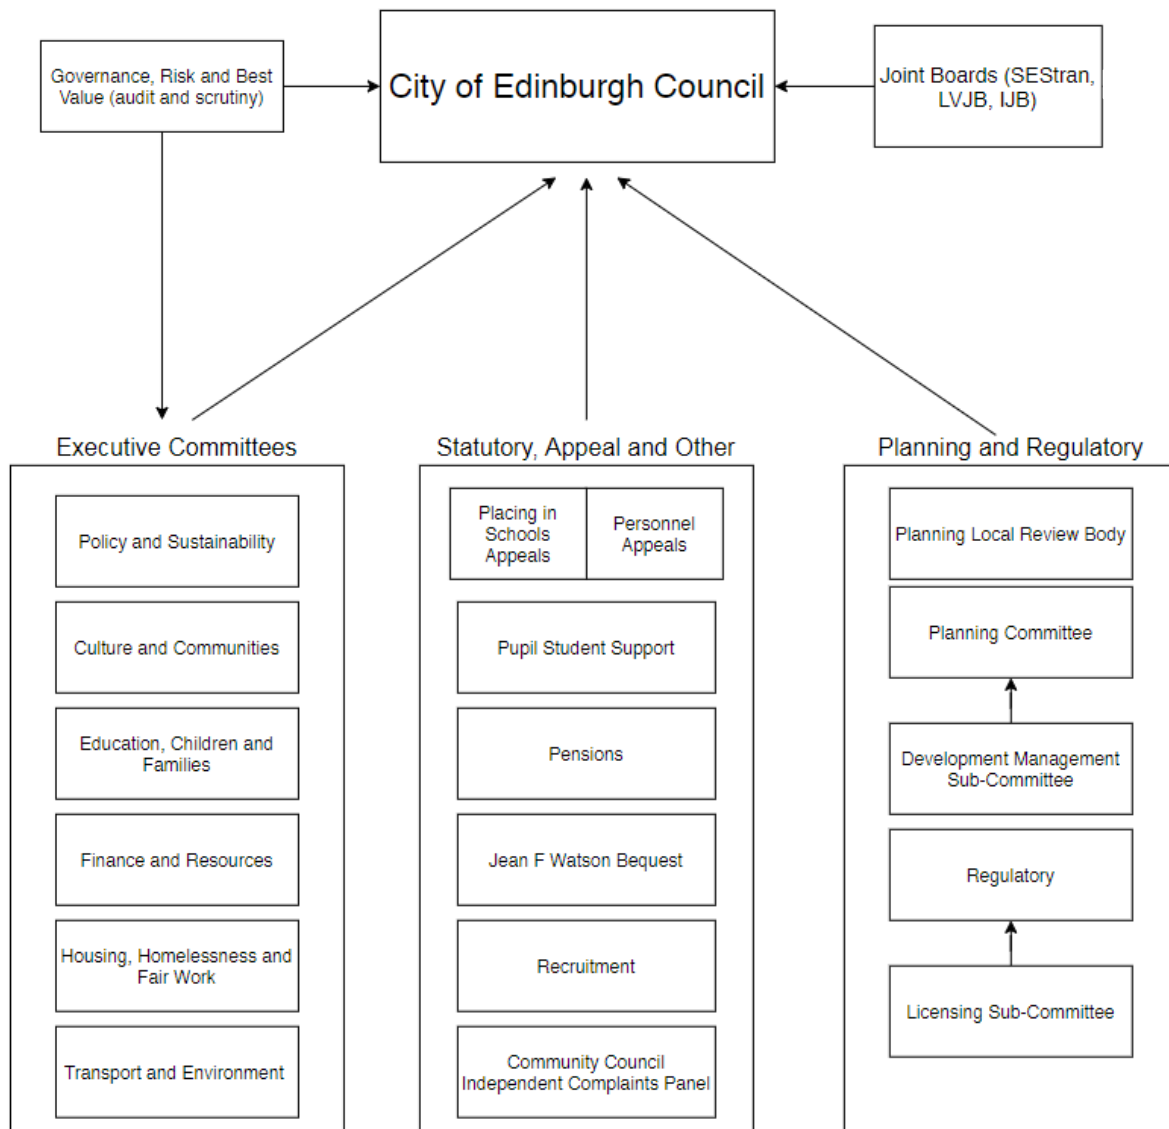 Governance, Risk and Best
Value (audit and scrutiny)
City of Edinburgh Council
Joint Boards (SEStran,
LVJB, IJB)
Executive Committees
Policy and Sustainability
Culture and Communities
Education, Children and
Families
Finance and Resources
Housing, Homelessness and
Fair Work
Transport and Environment
Statutory, Appeal and Other
Placing in
Schools
Appeals
Personnel
Appeals
Pupil Student Support
Pensions
Jean F Watson Bequest
Recruitment
Community Council
Independent Complaints Panel
Planning and Regulatory
Planning Local Review Body
Planning Committee
Development Management
Sub-Committee
Regulatory
Licensing Sub-Committee